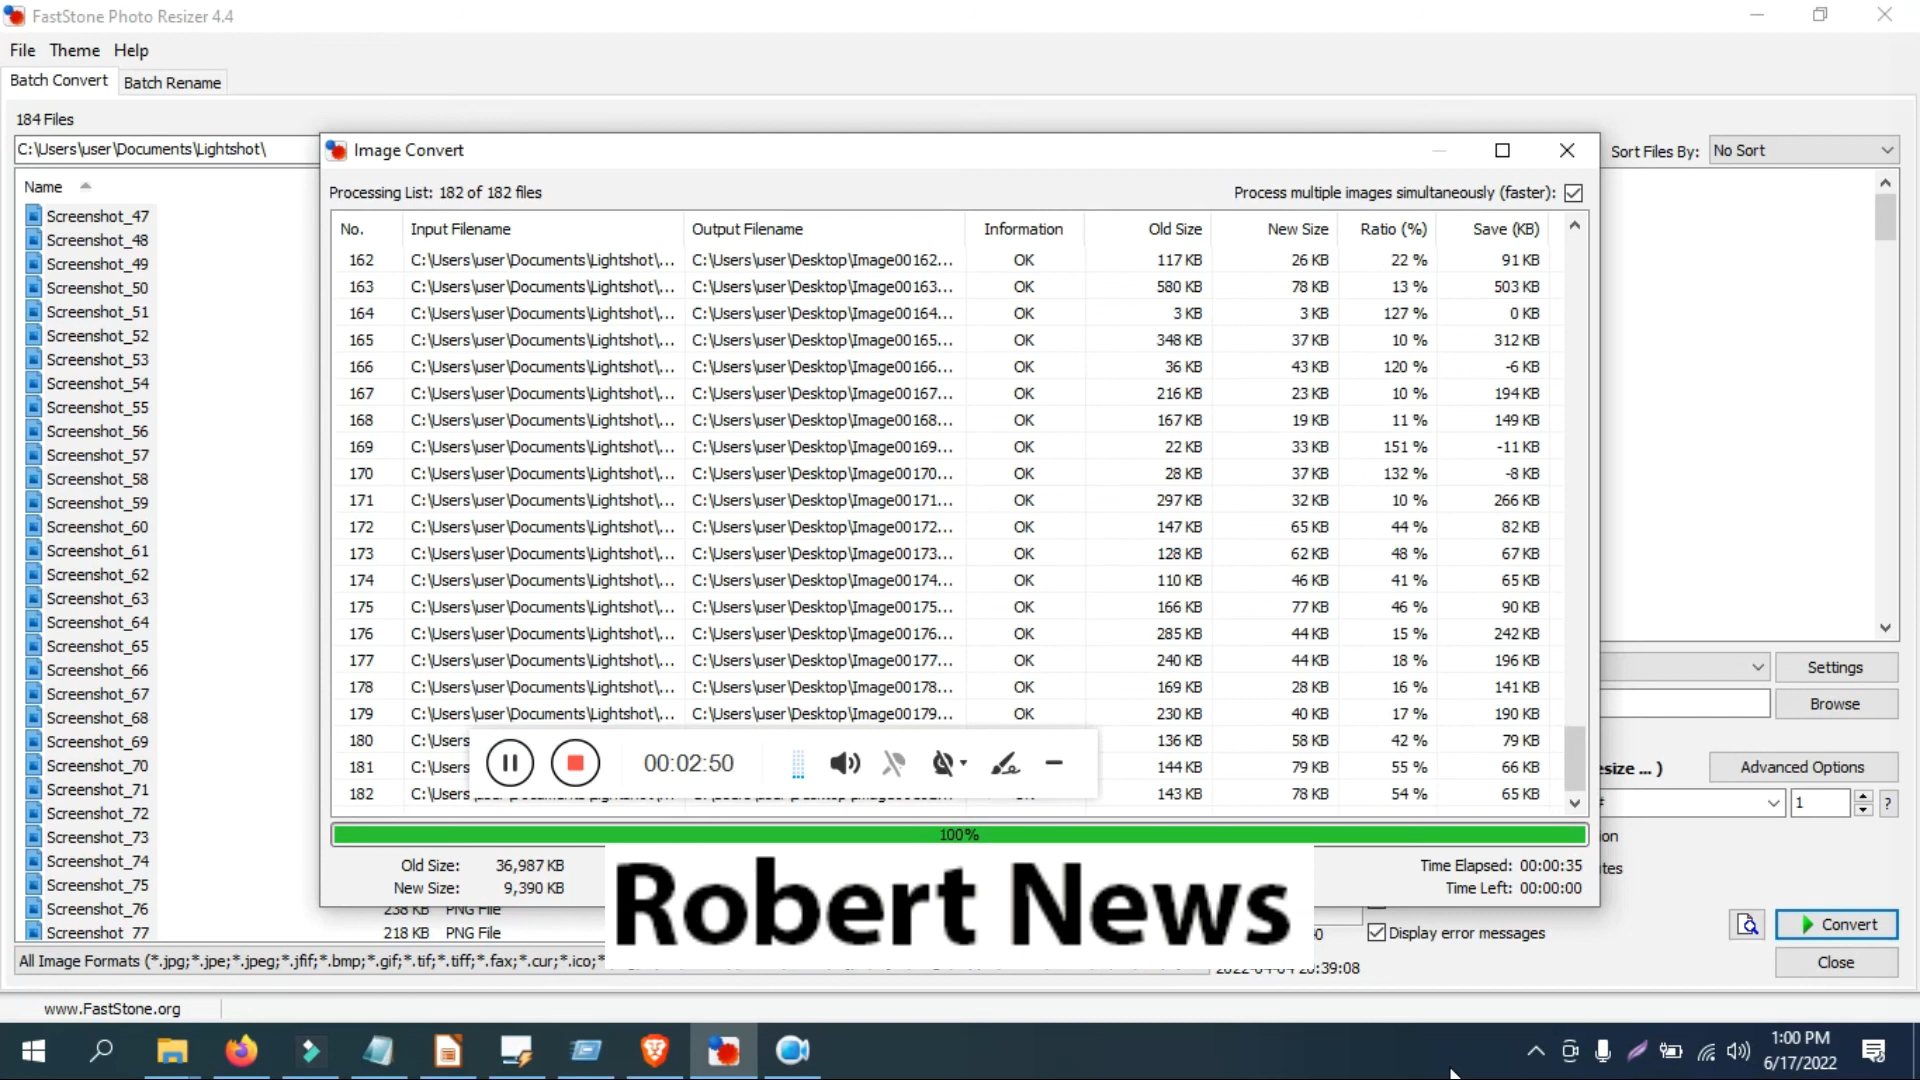 FastStone Photo Resizer 4.4
File Theme Help
Batch Convert Batch Rename
184 Files
C:\Users\user\Documents\Lightshot\
Sort Files By: No Sort
Name
Screenshot_47
Screenshot_48
Screenshot_49
Screenshot_50
Screenshot_51
Screenshot_52
Screenshot_53
Screenshot_54
Screenshot_55
Screenshot_56
Screenshot_57
Screenshot_58
Screenshot_59
Screenshot_60
Screenshot_61
Screenshot_62
Screenshot_63
Screenshot_64
Screenshot_65
Screenshot_66
Screenshot_67
Screenshot_68
Screenshot_69
Screenshot_70
Screenshot_71
Screenshot_72
Screenshot_73
Screenshot_74
Screenshot_75
Screenshot_76 238 KB PNG File
Screenshot_77 218 KB PNG File
Image Convert
Processing List: 182 of 182 files Process multiple images simultaneously (faster):
No. Input Filename Output Filename Information Old Size New Size Ratio (%) Save (KB)
162 C:\Users\user\Documents\Lightshot\... C:\Users\user\Desktop\Image00162... OK 117 KB 26 KB 22 % 91 KB
163 C:\Users\user\Documents\Lightshot\... C:\Users\user\Desktop\Image00163... OK 580 KB 78 KB 13 % 503 KB
164 C:\Users\user\Documents\Lightshot\... C:\Users\user\Desktop\Image00164... OK 3 KB 3 KB 127 % 0 KB
165 C:\Users\user\Documents\Lightshot\... C:\Users\user\Desktop\Image00165... OK 348 KB 37 KB 10 % 312 KB
166 C:\Users\user\Documents\Lightshot\... C:\Users\user\Desktop\Image00166... OK 36 KB 43 KB 120 % -6 KB
167 C:\Users\user\Documents\Lightshot\... C:\Users\user\Desktop\Image00167... OK 216 KB 23 KB 10 % 194 KB
168 C:\Users\user\Documents\Lightshot\... C:\Users\user\Desktop\Image00168... OK 167 KB 19 KB 11 % 149 KB
169 C:\Users\user\Documents\Lightshot\... C:\Users\user\Desktop\Image00169... OK 22 KB 33 KB 151 % -11 KB
170 C:\Users\user\Documents\Lightshot\... C:\Users\user\Desktop\Image00170... OK 28 KB 37 KB 132 % -8 KB
171 C:\Users\user\Documents\Lightshot\... C:\Users\user\Desktop\Image00171... OK 297 KB 32 KB 10 % 266 KB
172 C:\Users\user\Documents\Lightshot\... C:\Users\user\Desktop\Image00172... OK 147 KB 65 KB 44 % 82 KB
173 C:\Users\user\Documents\Lightshot\... C:\Users\user\Desktop\Image00173... OK 128 KB 62 KB 48 % 67 KB
174 C:\Users\user\Documents\Lightshot\... C:\Users\user\Desktop\Image00174... OK 110 KB 46 KB 41 % 65 KB
175 C:\Users\user\Documents\Lightshot\... C:\Users\user\Desktop\Image00175... OK 166 KB 77 KB 46 % 90 KB
176 C:\Users\user\Documents\Lightshot\... C:\Users\user\Desktop\Image00176... OK 285 KB 44 KB 15 % 242 KB
177 C:\Users\user\Documents\Lightshot\... C:\Users\user\Desktop\Image00177... OK 240 KB 44 KB 18 % 196 KB
178 C:\Users\user\Documents\Lightshot\... C:\Users\user\Desktop\Image00178... OK 169 KB 28 KB 16 % 141 KB
179 C:\Users\user\Documents\Lightshot\... C:\Users\user\Desktop\Image00179... OK 230 KB 40 KB 17 % 190 KB
180 C:\Users 136 KB 58 KB 42 % 79 KB
181 C:\Users 144 KB 79 KB 55 % 66 KB
182 C:\Users 143 KB 78 KB 54 % 65 KB
00:02:50
100%
Old Size: 36,987 KB Time Elapsed: 00:00:35
New Size: 9,390 KB Time Left: 00:00:00
Robert News
Settings
Browse
esize ... )
Advanced Options
1
?
Display error messages
Convert
Close
All Image Formats (*.jpg;*.jpe;*.jpeg;*.jfif;*.bmp;*.gif;*.tif;*.tiff;*.fax;*.cur;*.ico;*
2022-04-04 20:39:08
www.FastStone.org
1:00 PM
6/17/2022